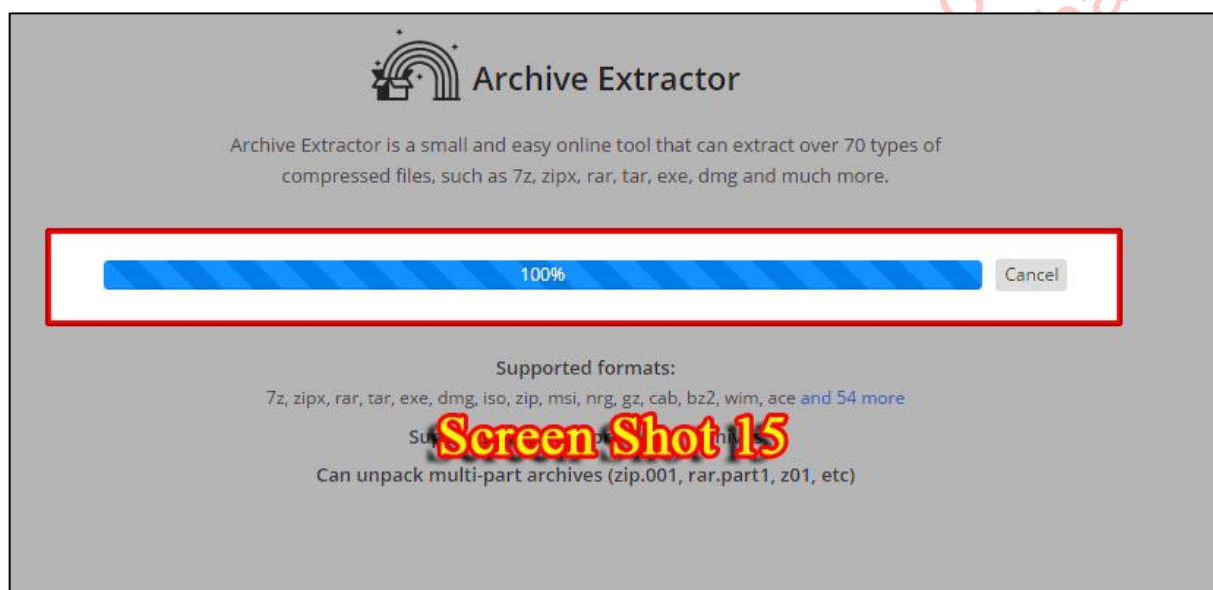 Archive Extractor
Archive Extractor is a small and easy online tool that can extract over 70 types of
compressed files, such as 7z, zipx, rar, tar, exe, dmg and much more.
100%
Cancel
Supported formats:
7z, zipx, rar, tar, exe, dmg, iso, zip, msi, nrg, gz, cab, bz2, wim, ace and 54 more
Screen Shot 15
Can unpack multi-part archives (zip.001, rar.part1, z01, etc)